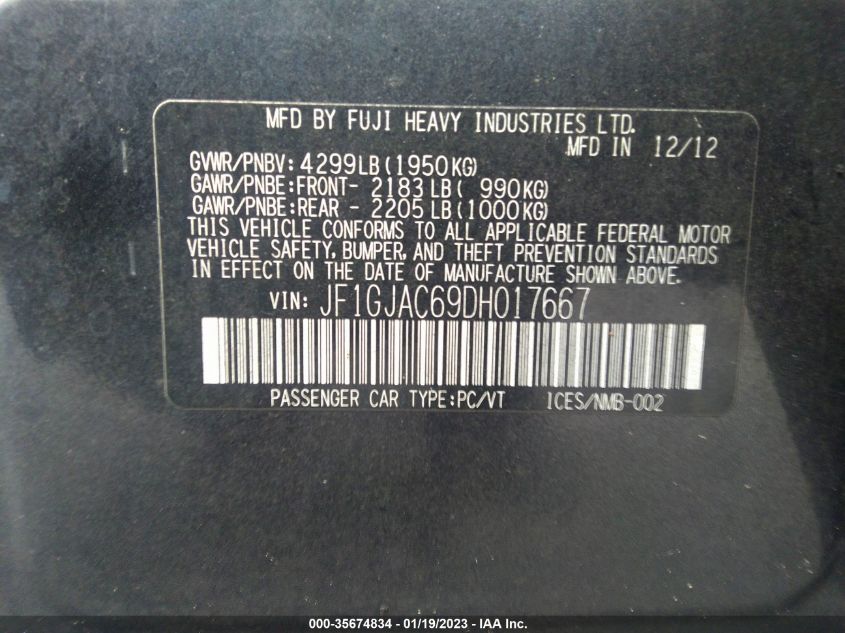 MFD BY FUJI HEAVY INDUSTRIES LTD.
MFD IN 12/12
GVWR/PNBV: 4299LB(1950KG)
GAWR/PNBE:FRONT- 2183 LB( 990KG)
GAWR/PNBE:REAR - 2205 LB(1000KG)
THIS VEHICLE CONFORMS TO ALL APPLICABLE FEDERAL MOTOR
VEHICLE SAFETY, BUMPER, AND THEFT PREVENTION STANDARDS
IN EFFECT ON THE DATE OF MANUFACTURE SHOWN ABOVE.
VIN: JF1GJAC69DH017667
PASSENGER CAR TYPE:PC/VT ICES/NMB-002
000-35674834 - 01/19/2023 - IAA Inc.